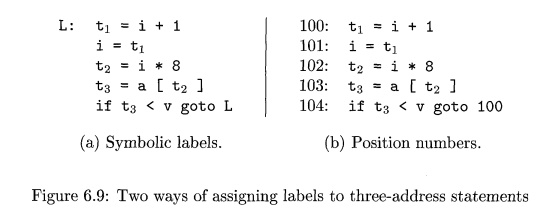 L: t₁ = i + 1
i = t₁
t₂ = i * 8
t₃ = a [ t₂ ]
if t₃ < v goto L
(a) Symbolic labels.
100: t₁ = i + 1
101: i = t₁
102: t₂ = i * 8
103: t₃ = a [ t₂ ]
104: if t₃ < v goto 100
(b) Position numbers.
Figure 6.9: Two ways of assigning labels to three-address statements